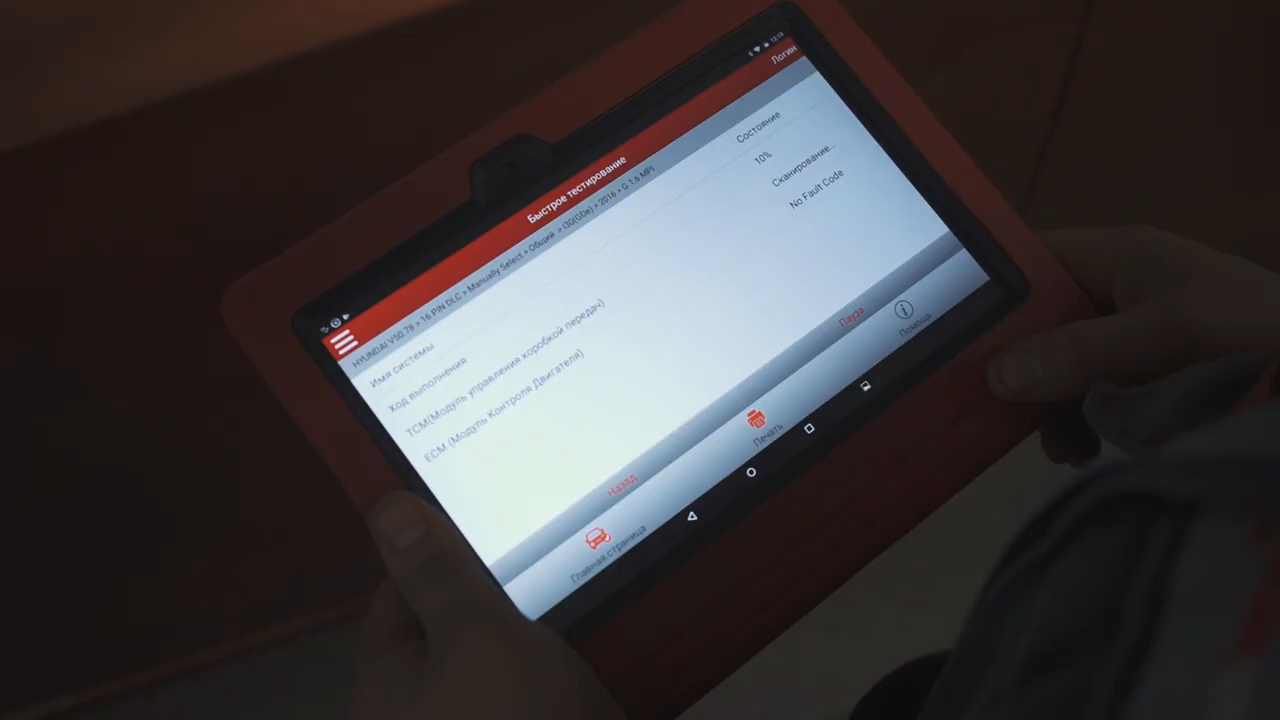 12:19
Логин
Быстрое тестирование
HYUNDAI V50.78 > 16 PIN DLC > Manually Select > Общий > i30(GDe) > 2016 > G 1.6 MPI
Имя системы Состояние
Ход выполнения 10%
TCM(Модуль управления коробкой передач) Сканирование...
ECM (Модуль Контроля Двигателя) No Fault Code
Назад Пауза
Главная страница Печать Помощь